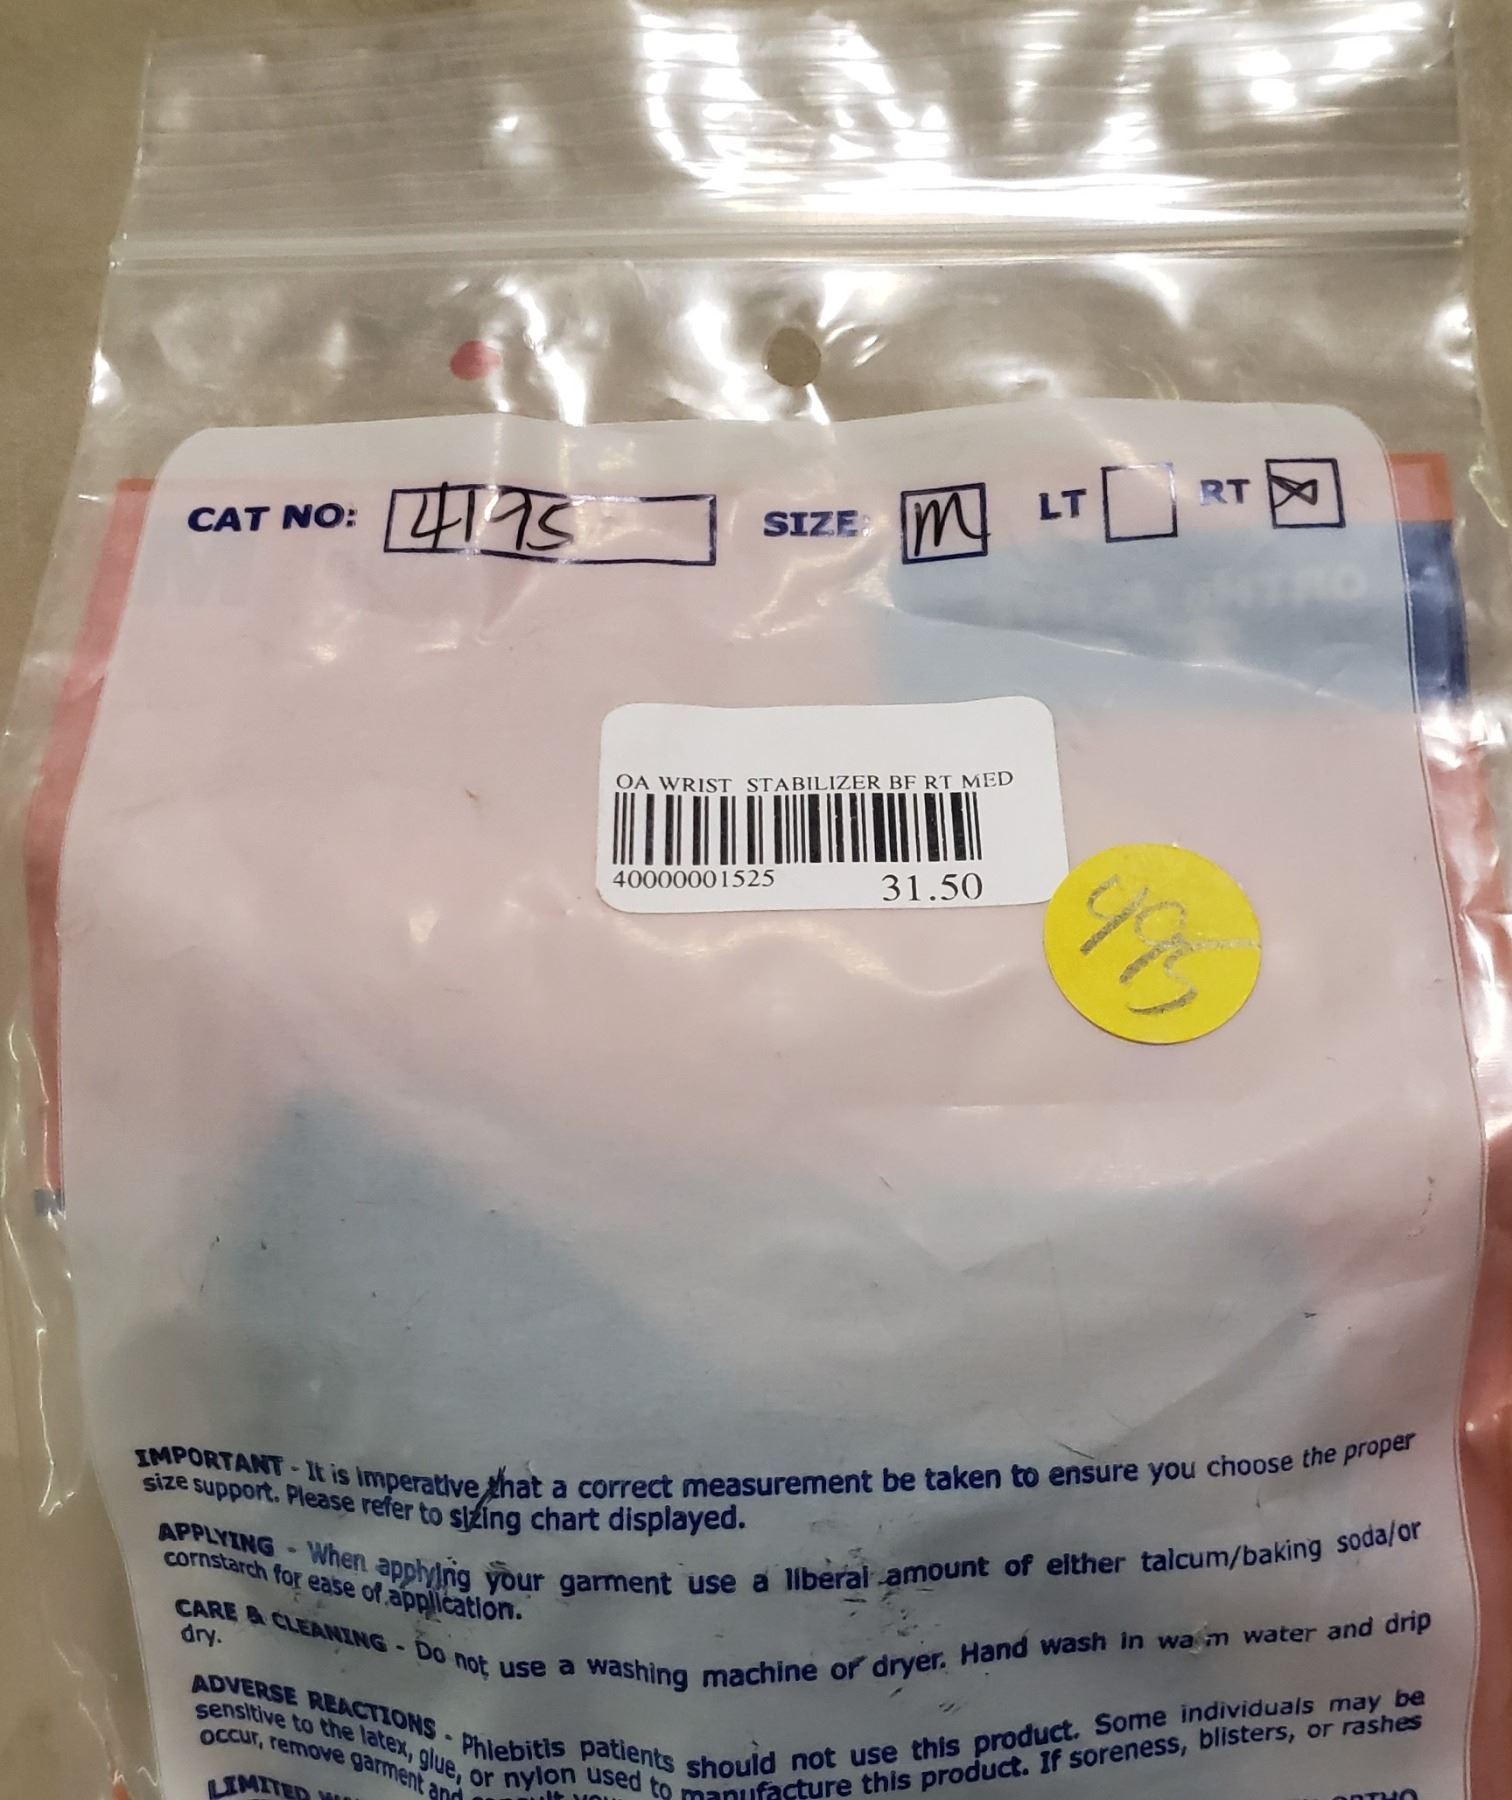 CAT NO: 4195 SIZE: M LT RT
OA WRIST STABILIZER BF RT MED
40000001525 31.50
495
IMPORTANT - It is imperative that a correct measurement be taken to ensure you choose the proper
size support. Please refer to sizing chart displayed.
APPLYING - When applying your garment use a liberal amount of either talcum/baking soda/or
cornstarch for ease of application.
CARE & CLEANING - Do not use a washing machine or dryer. Hand wash in warm water and drip
dry.
ADVERSE REACTIONS - Phlebitis patients should not use this product. Some individuals may be
sensitive to the latex, glue, or nylon used to manufacture this product. If soreness, blisters, or rashes
occur, remove garment and
LIMITED